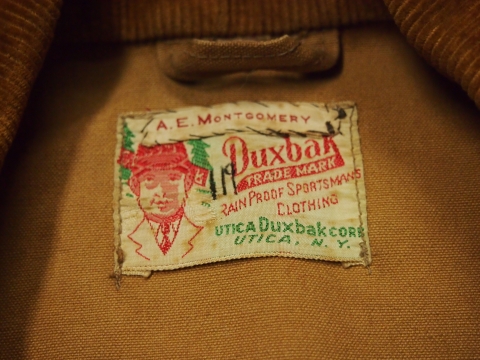 A. E. MONTGOMERY
Duxbak
TRADE MARK
RAIN PROOF SPORTSMANS
CLOTHING
UTICA Duxbak CORP
UTICA, N. Y.